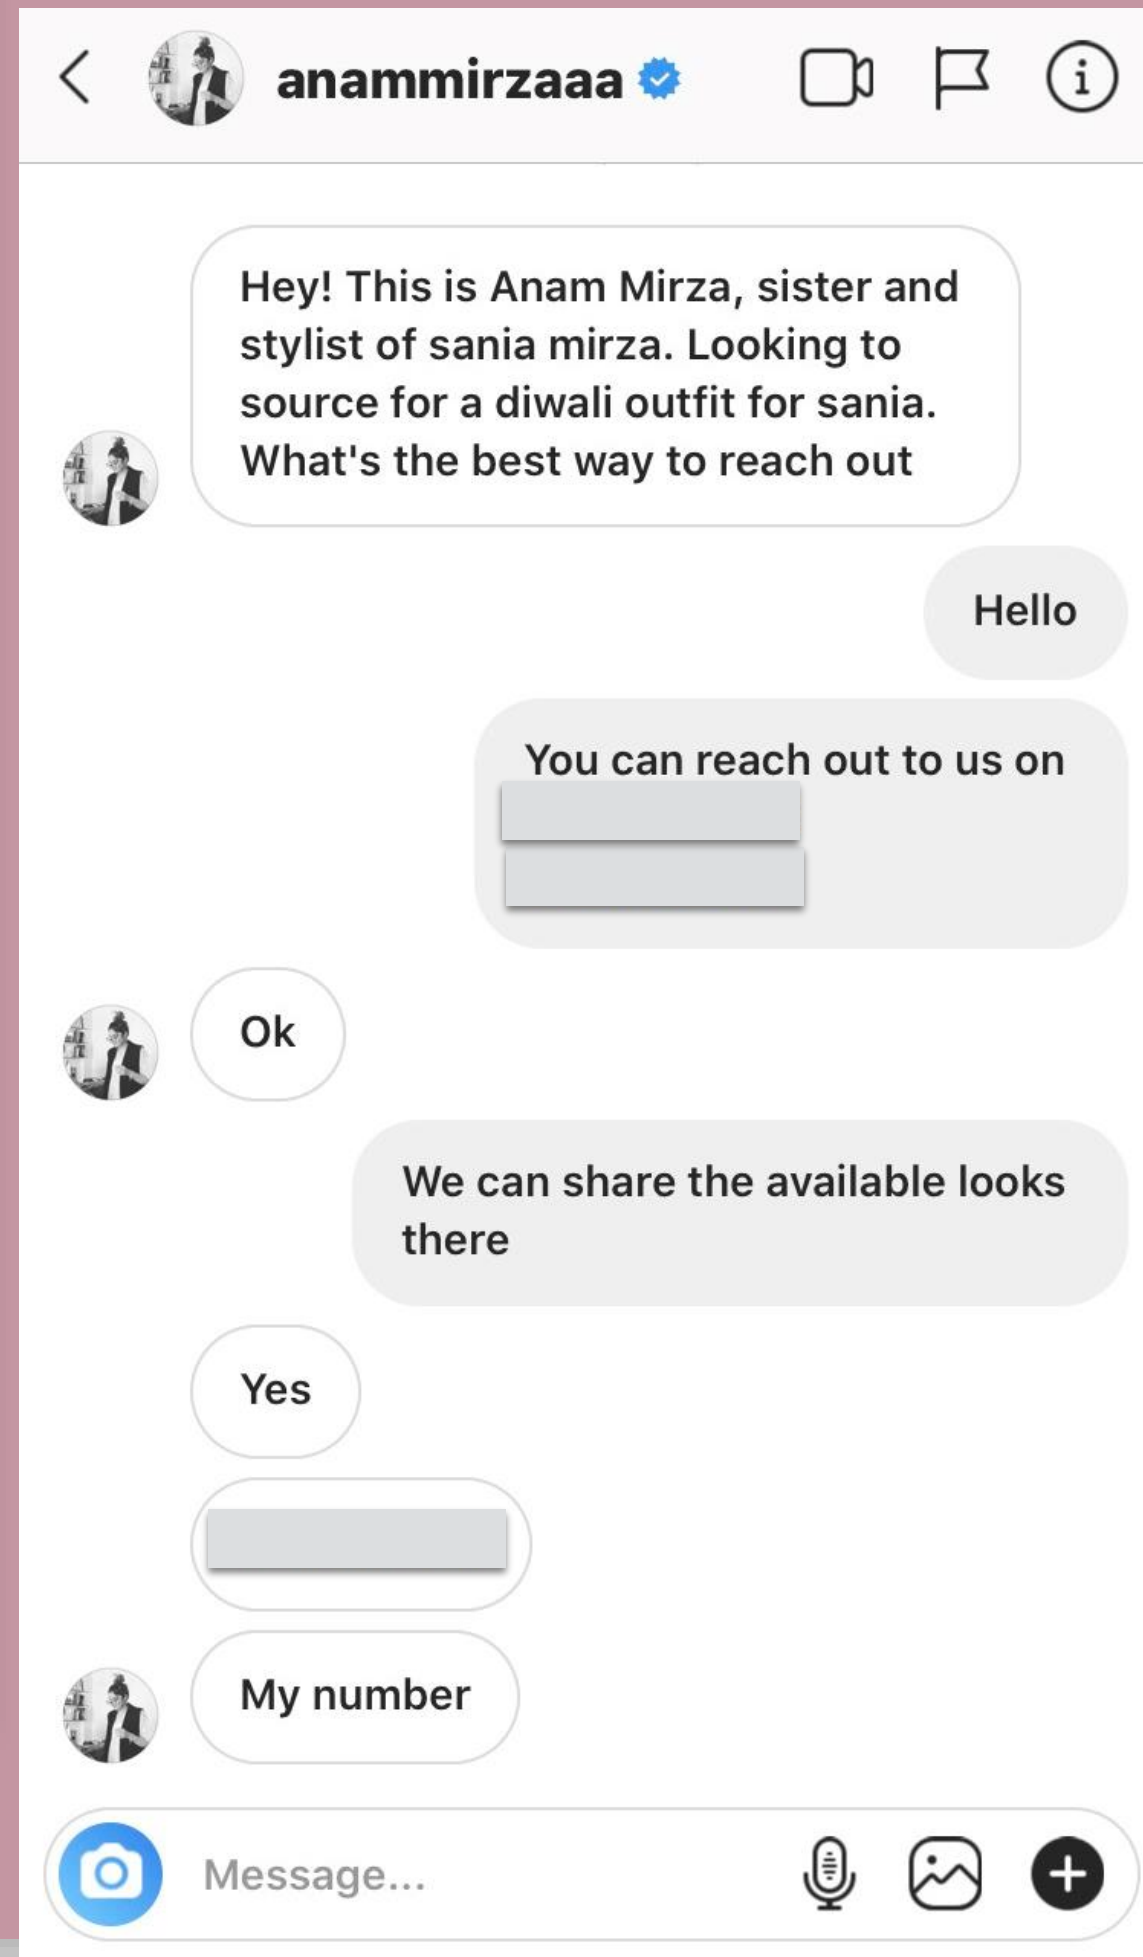 anammirzaaa
Hey! This is Anam Mirza, sister and
stylist of sania mirza. Looking to
source for a diwali outfit for sania.
What's the best way to reach out
Hello
You can reach out to us on
Ok
We can share the available looks
there
Yes
My number
Message...